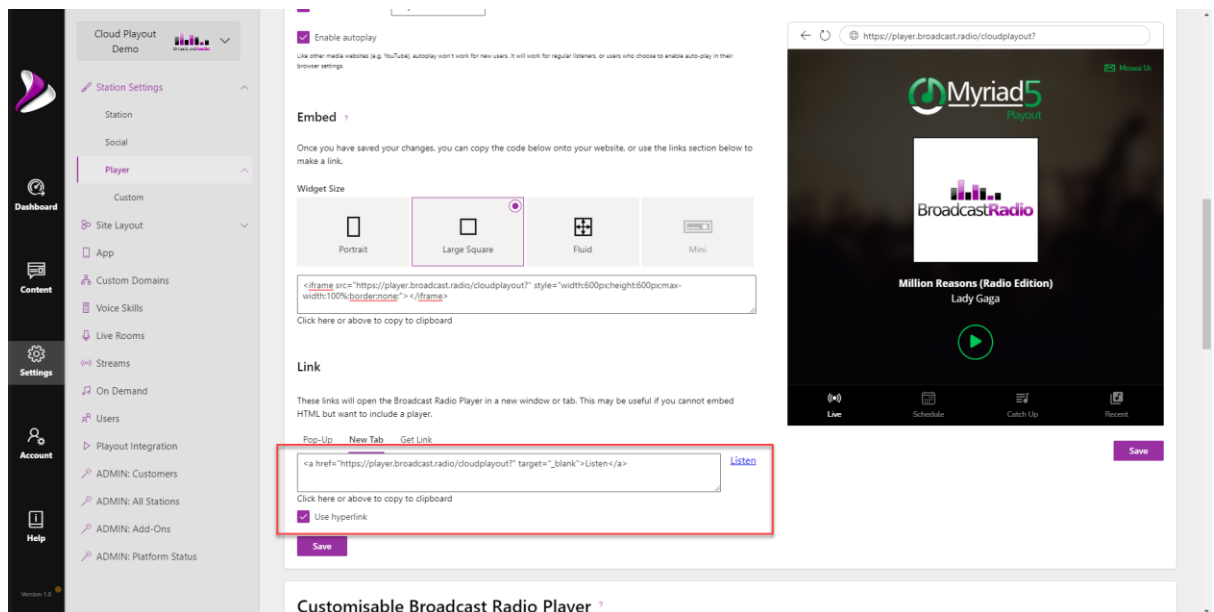 Cloud Playout
Demo
BroadcastRadio
Station Settings
Station
Social
Player
Custom
Site Layout
App
Custom Domains
Voice Skills
Live Rooms
Streams
On Demand
Users
Playout Integration
ADMIN: Customers
ADMIN: All Stations
ADMIN: Add-Ons
ADMIN: Platform Status
Dashboard
Content
Settings
Account
Help
Version 1.0
Enable autoplay
Like other media websites (e.g. YouTube), autoplay won't work for new users. It will work for regular listeners, or users who choose to enable auto-play in their
browser settings.
Embed ?
Once you have saved your changes, you can copy the code below onto your website, or use the links section below to
make a link.
Widget Size
Portrait
Large Square
Fluid
Mini
<iframe src="https://player.broadcast.radio/cloudplayout?" style="width:600px;height:600px;max-
width:100%;border:none;"></iframe>
Click here or above to copy to clipboard
Link
These links will open the Broadcast Radio Player in a new window or tab. This may be useful if you cannot embed
HTML but want to include a player.
Pop-Up New Tab Get Link
<a href="https://player.broadcast.radio/cloudplayout?" target="_blank">Listen</a>
Listen
Click here or above to copy to clipboard
Use hyperlink
Save
Customisable Broadcast Radio Player ?
https://player.broadcast.radio/cloudplayout?
Message Us
Myriad5
Playout
BroadcastRadio
Million Reasons (Radio Edition)
Lady Gaga
Live
Schedule
Catch Up
Recent
Save